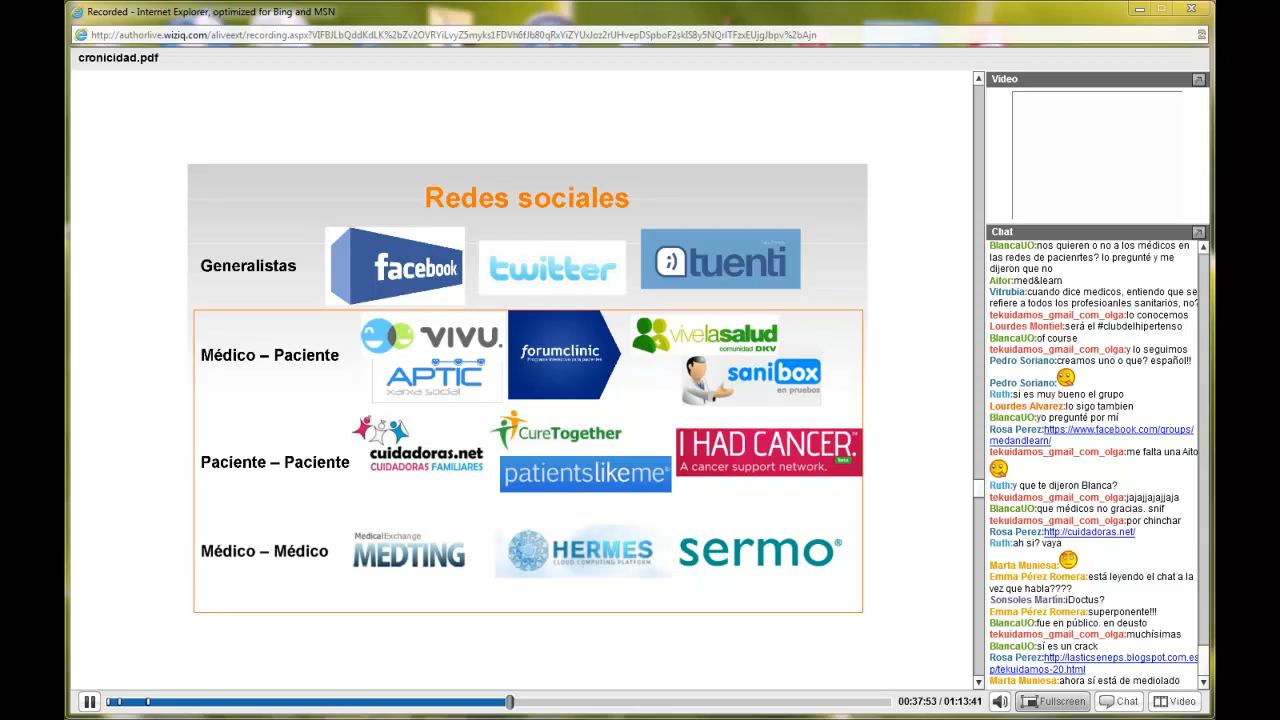 Recorded - Internet Explorer, optimized for Bing and MSN
cronicidad.pdf
Redes sociales
Generalistas
facebook
twitter
tuenti
Médico – Paciente
VIVU.
APTIC
xarxa social
forumclinic
vivelasalud
comunidad DKV
sanibox
en pruebas
Paciente – Paciente
cuidadoras.net
CUIDADORAS FAMILIARES
CureTogether
patientslikeme®
I HAD CANCER.™
A cancer support network.
Médico – Médico
MedicalExchange
MEDTING
HERMES
CLOUD COMPUTING PLATFORM
sermo®
Video
Chat
BlancaUO:nos quieren o no a los médicos en
las redes de pacientes? lo pregunté y me
dijeron que no
Aitor:med&learn
Vitrubia:cuando dice medicos, entiendo que se
refiere a todos los profesioanles sanitarios, no?
tekuidamos_gmail_com_olga:lo conocemos
Lourdes Montiel:será el #clubdelhipertenso
BlancaUO:of course
tekuidamos_gmail_com_olga:y lo seguimos
Pedro Soriano:creamos uno o que? español!!!
Pedro Soriano:
Ruth:si es muy bueno el grupo
Lourdes Alvarez:lo sigo tambien
BlancaUO:yo pregunté por mí
Rosa Perez:https://www.facebook.com/groups/
medandlearn/
tekuidamos_gmail_com_olga:me falta una Aito
Ruth:y que te dijeron Blanca?
tekuidamos_gmail_com_olga:jajajjajajjaja
BlancaUO:que médicos no gracias. snif
tekuidamos_gmail_com_olga:por chinchar
Rosa Perez:http://cuidadoras.net/
Ruth:ah si? vaya
Marta Muniesa:
Emma Pérez Romera:está leyendo el chat a la
vez que habla????
Sonsoles Martín:iDoctus?
Emma Pérez Romera:superponente!!!
BlancaUO:fue en público. en deusto
tekuidamos_gmail_com_olga:muchísimas
BlancaUO:sí es un crack
Rosa Perez:http://lasticseneps.blogspot.com.es
p/tekuidamos-20.html
Marta Muniesa:ahora sí está de mediolado
00:37:53 / 01:13:41
Fullscreen
Chat
Video